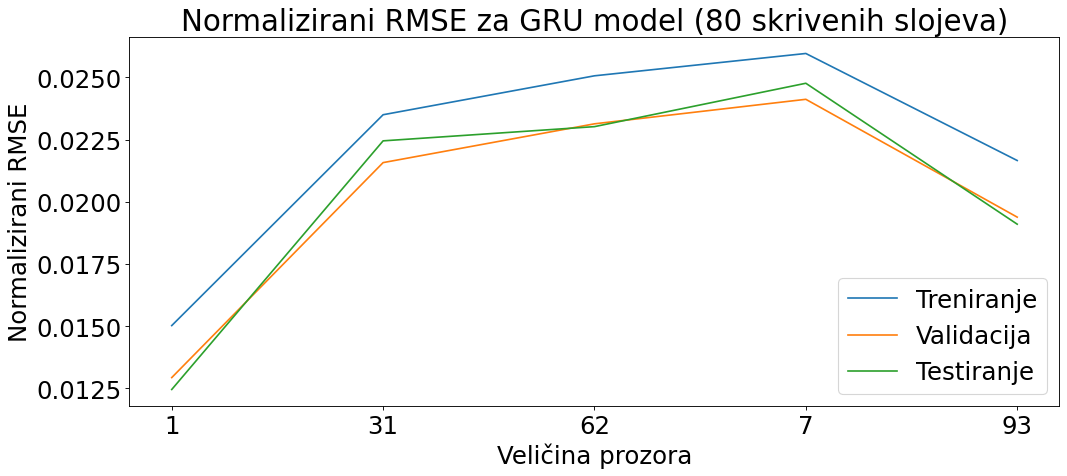 Normalizirani RMSE za GRU model (80 skrivenih slojeva)
Normalizirani RMSE
0.0250
0.0225
0.0200
0.0175
0.0150
0.0125
Treniranje
Validacija
Testiranje
1 31 62 7 93
Veličina prozora